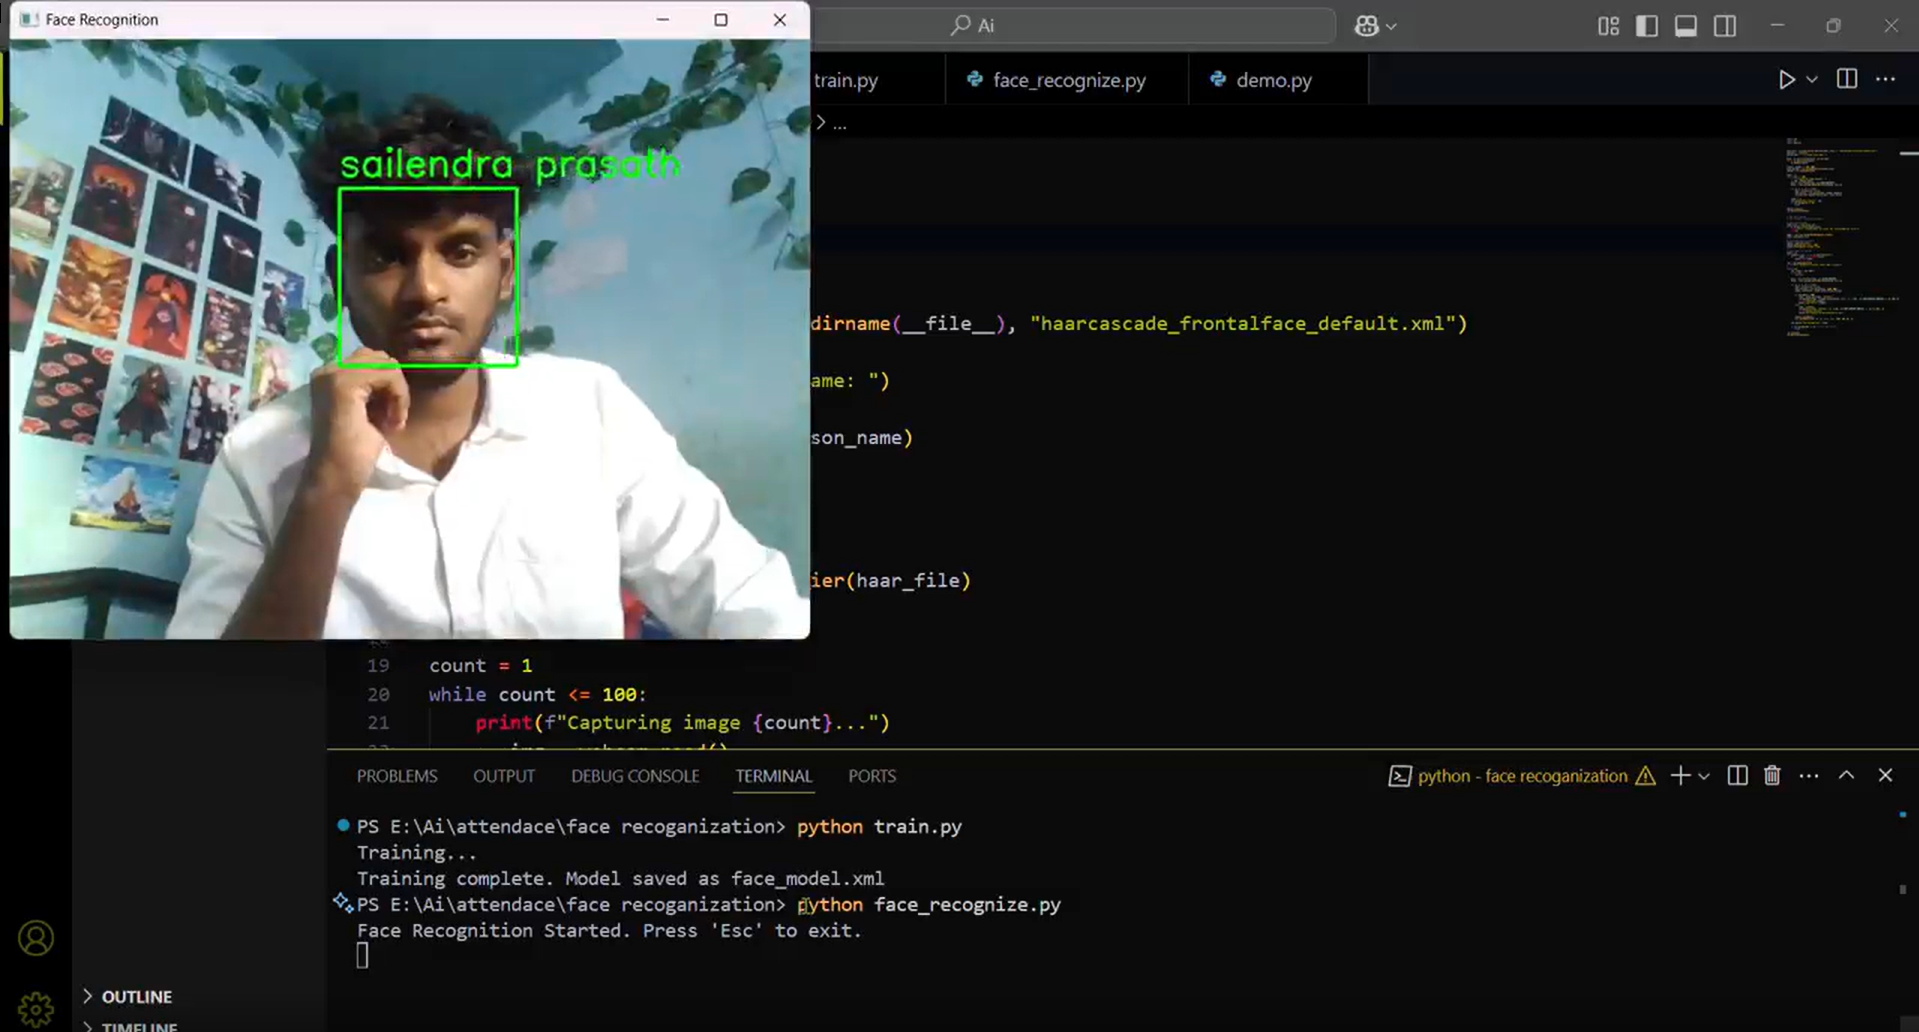 Face Recognition
Ai
train.py
face_recognize.py
demo.py
...
sailendra prasath
dirname(__file__), "haarcascade_frontalface_default.xml")
ame: ")
son_name)
ier(haar_file)
19 count = 1
20 while count <= 100:
21 print(f"Capturing image {count}...")
PROBLEMS OUTPUT DEBUG CONSOLE TERMINAL PORTS
python - face recoganization
PS E:\Ai\attendace\face recoganization> python train.py
Training...
Training complete. Model saved as face_model.xml
PS E:\Ai\attendace\face recoganization> python face_recognize.py
Face Recognition Started. Press 'Esc' to exit.
OUTLINE
TIMELINE